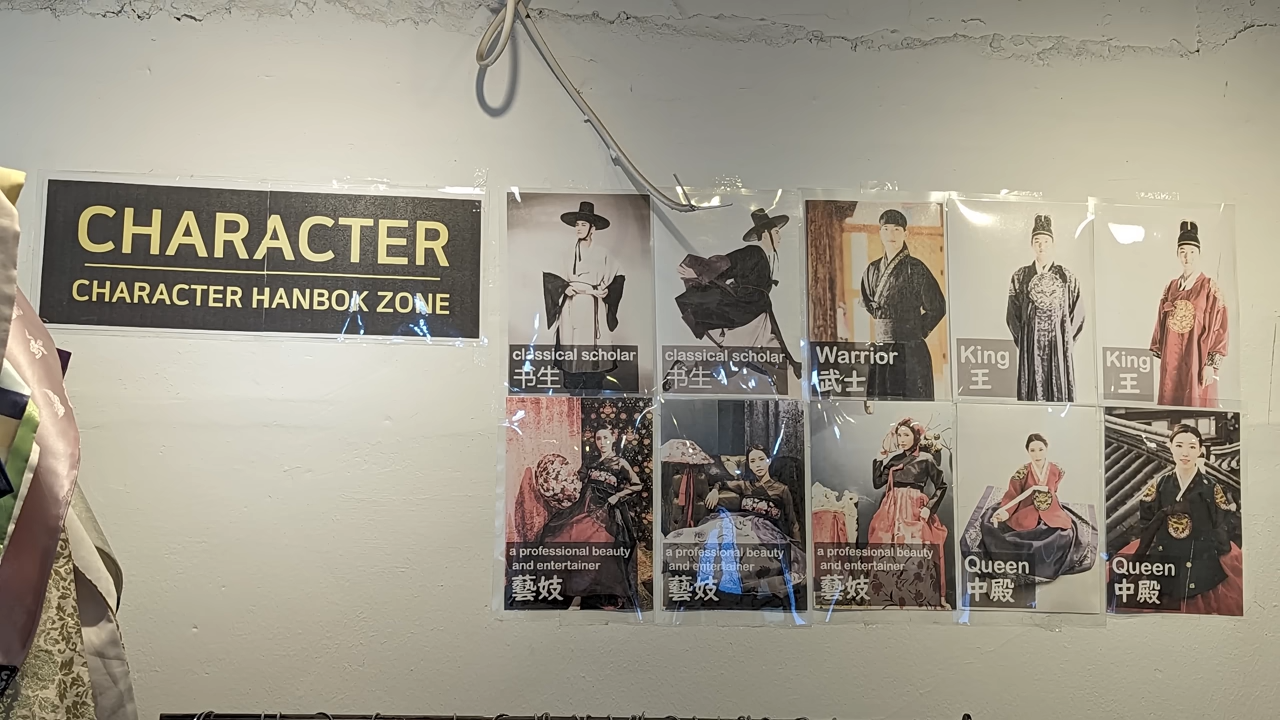 CHARACTER
CHARACTER HANBOK ZONE
classical scholar
书生
classical scholar
书生
Warrior
武士
King
王
King
王
a professional beauty
and entertainer
藝妓
a professional beauty
and entertainer
藝妓
a professional beauty
and entertainer
藝妓
Queen
中殿
Queen
中殿